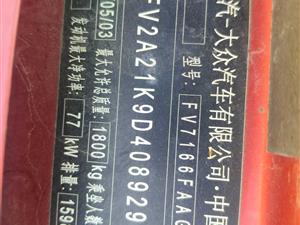 汽-大众汽车有限公司·中国
型号: FV7166FAAG
FV2A21K9D408929
05/03 最大允许总质量: 1800 kg 乘坐人数
发动机最大净功率: 77 kW 排量: 159